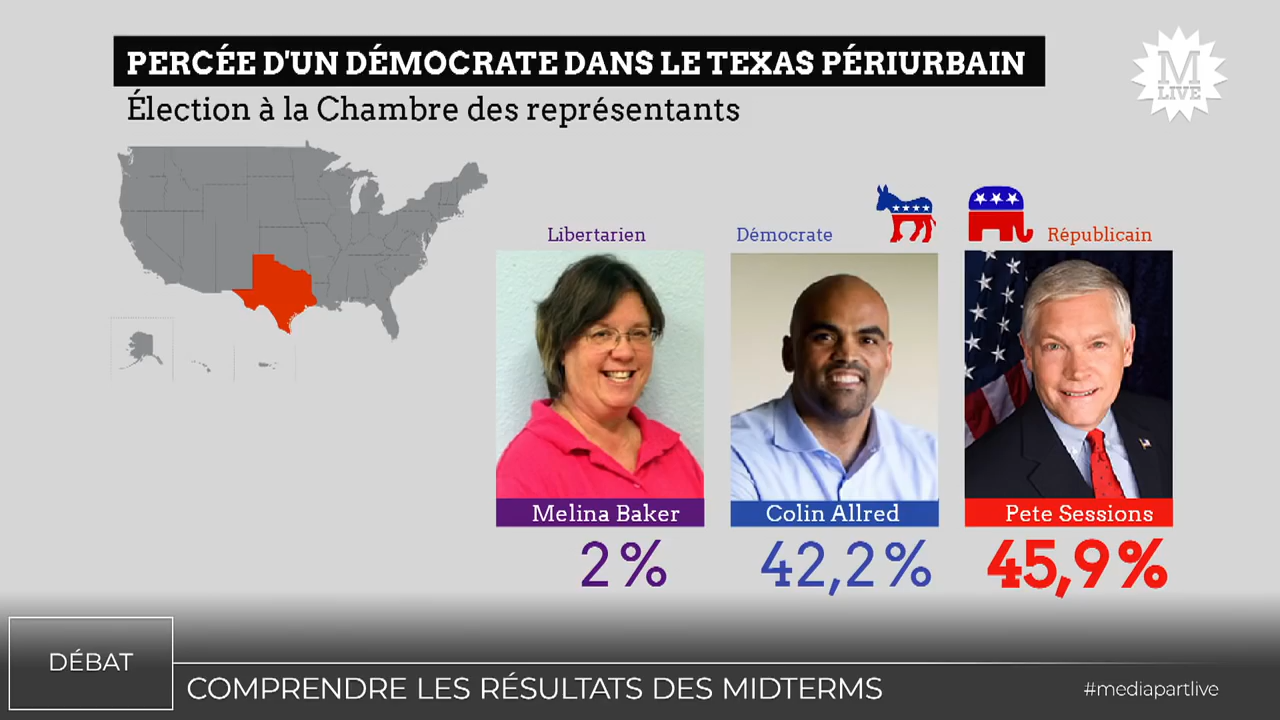 PERCÉE D'UN DÉMOCRATE DANS LE TEXAS PÉRIURBAIN
M
LIVE
Élection à la Chambre des représentants
Libertarien
Démocrate
Républicain
Melina Baker
Colin Allred
Pete Sessions
2 %
42,2 %
45,9 %
DÉBAT
COMPRENDRE LES RÉSULTATS DES MIDTERMS
#mediapartlive